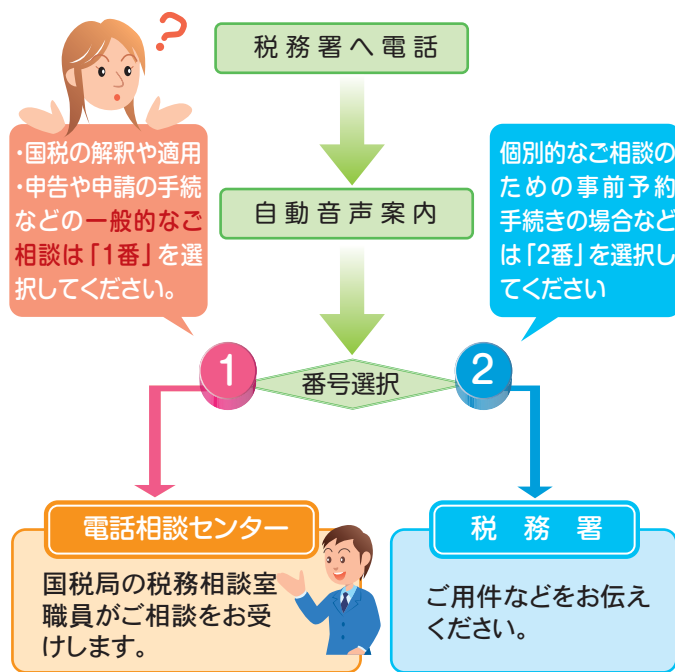 ?
税務署へ電話
・国税の解釈や適用
・申告や申請の手続
などの一般的なご
相談は「1番」を選
択してください。
自動音声案内
個別的なご相談の
ための事前予約
手続きの場合など
は「2番」を選択し
てください
1
番号選択
2
電話相談センター
国税局の税務相談室
職員がご相談をお受
けします。
税務署
ご用件などをお伝え
ください。